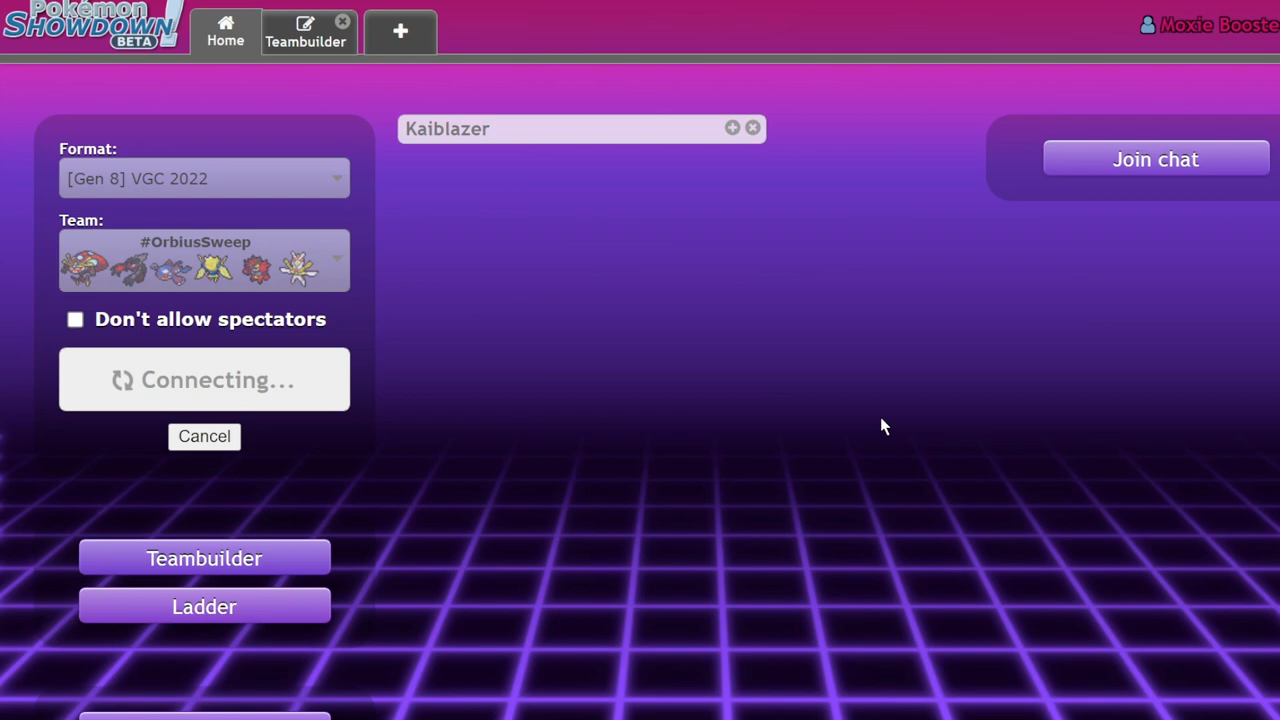 Pokémon
SHOWDOWN!
BETA
Home
Teambuilder
Moxie Booste
Format:
[Gen 8] VGC 2022
Team:
#OrbiusSweep
Don't allow spectators
Connecting...
Cancel
Teambuilder
Ladder
Kaiblazer
Join chat